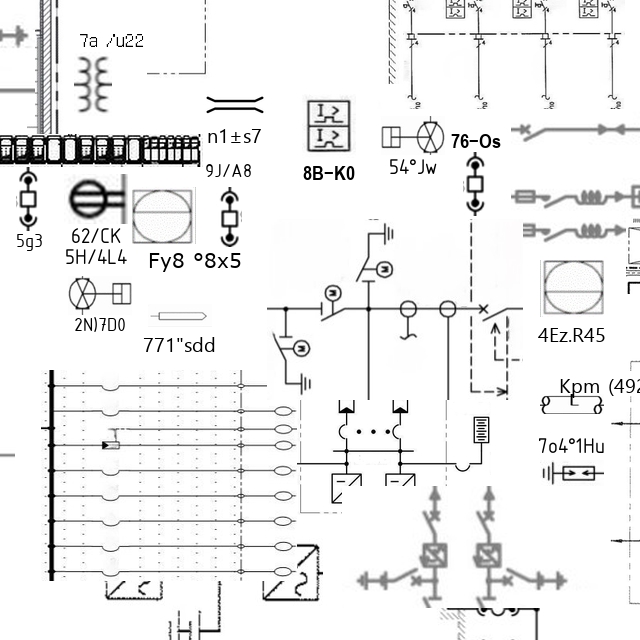 7a /u22
n1±s7
76-Os
9J/A8
8B-K0
54°Jw
5g3
62/CK
5H/4L4
Fy8 °8x5
2N)7D0
771"sdd
4Ez.R45
Kpm (492
7o4°1Hu